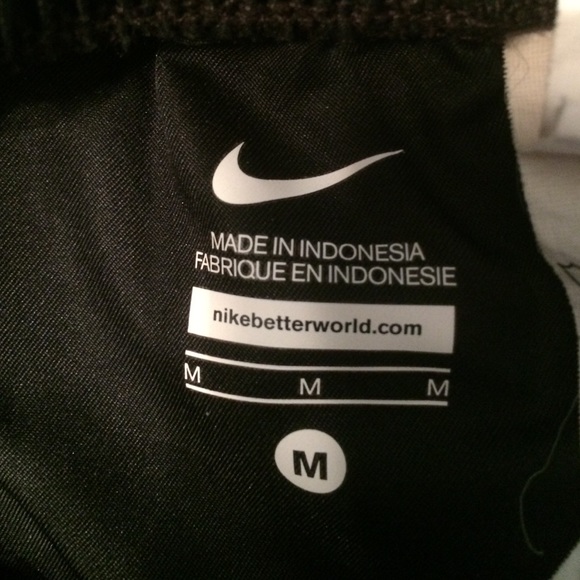 MADE IN INDONESIA
FABRIQUE EN INDONESIE
nikebetterworld.com
M M M
M